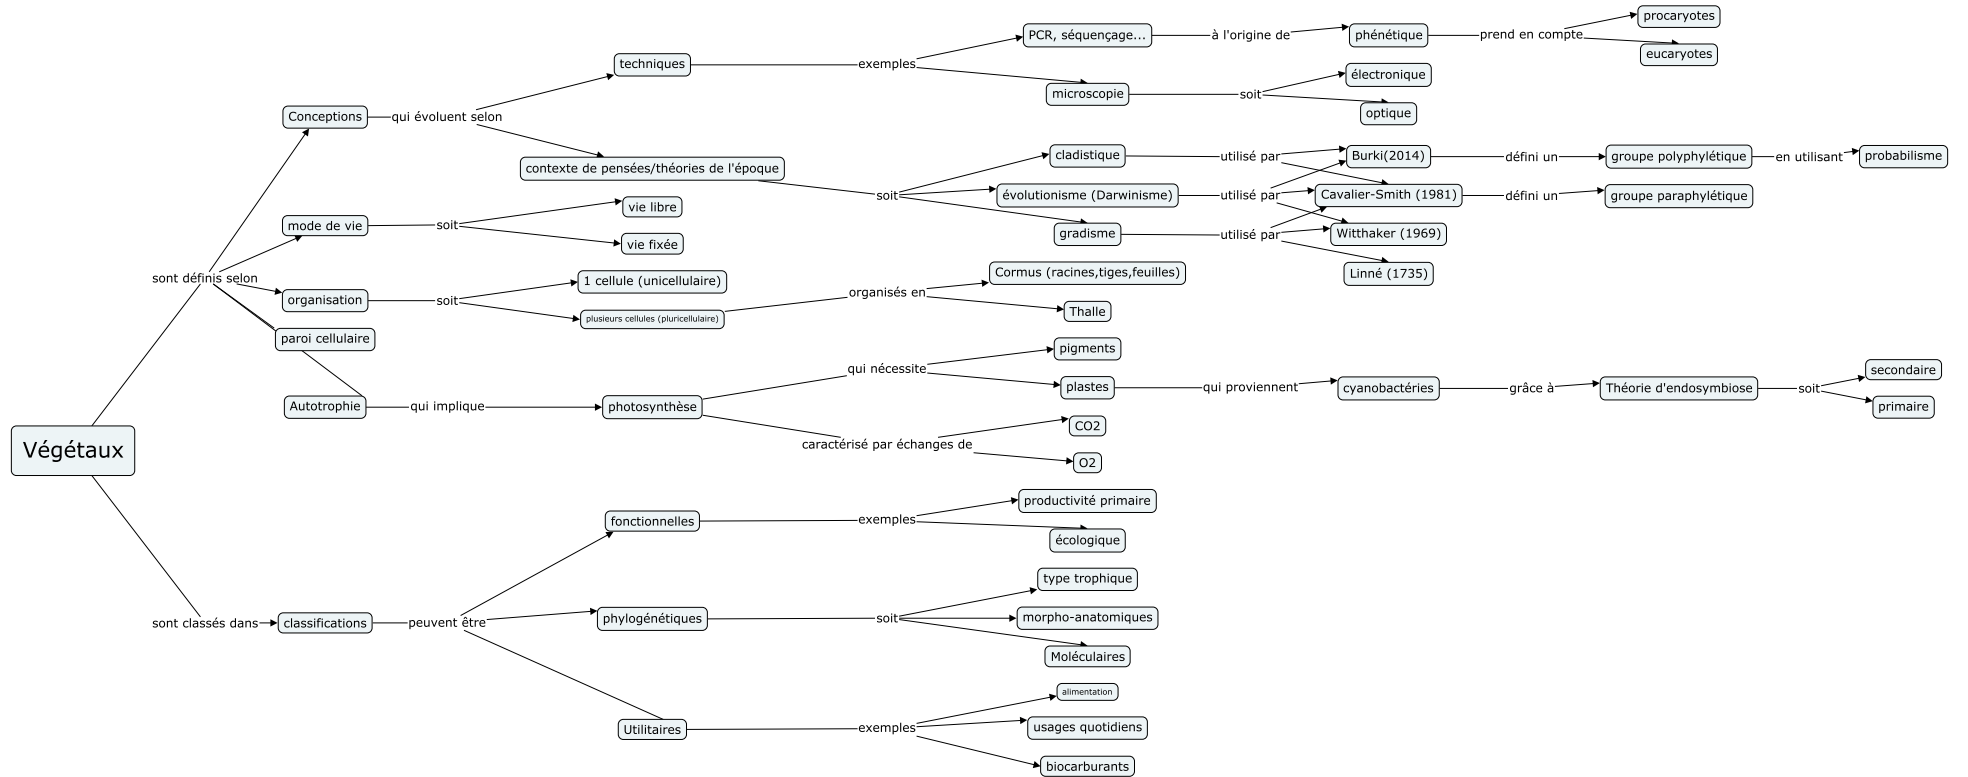 Végétaux
sont définis selon
Conceptions
qui évoluent selon
techniques
exemples
PCR, séquençage...
à l'origine de
phénétique
prend en compte
procaryotes
eucaryotes
microscopie
soit
électronique
optique
contexte de pensées/théories de l'époque
soit
cladistique
utilisé par
Burki(2014)
défini un
groupe polyphylétique
en utilisant
probabilisme
évolutionisme (Darwinisme)
utilisé par
Cavalier-Smith (1981)
défini un
groupe paraphylétique
gradisme
utilisé par
Witthaker (1969)
Linné (1735)
mode de vie
soit
vie libre
vie fixée
organisation
soit
1 cellule (unicellulaire)
plusieurs cellules (pluricellulaire)
organisés en
Cormus (racines,tiges,feuilles)
Thalle
paroi cellulaire
Autotrophie
qui implique
photosynthèse
qui nécessite
pigments
plastes
qui proviennent
cyanobactéries
grâce à
Théorie d'endosymbiose
soit
secondaire
primaire
caractérisé par échanges de
CO2
O2
sont classés dans
classifications
peuvent être
fonctionnelles
exemples
productivité primaire
écologique
phylogénétiques
soit
type trophique
morpho-anatomiques
Moléculaires
Utilitaires
exemples
alimentation
usages quotidiens
biocarburants